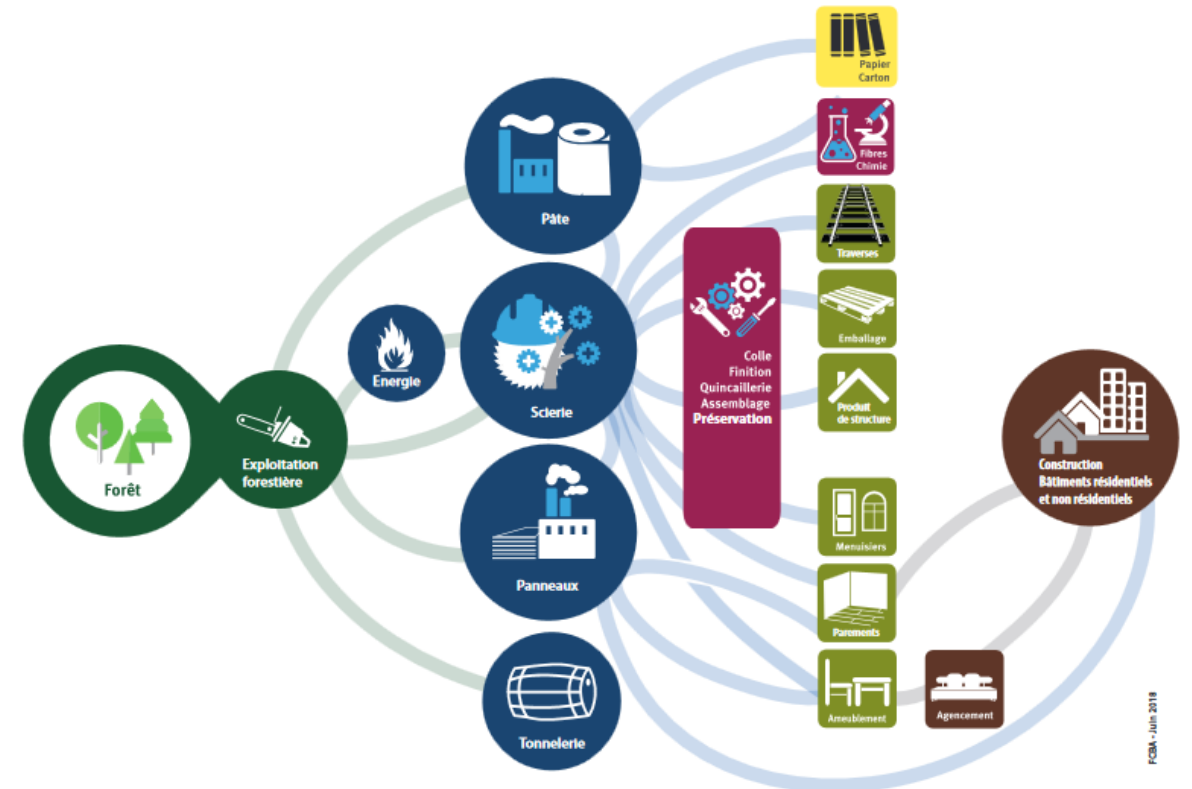 Forêt
Exploitation
forestière
Energie
Pâte
Scierie
Panneaux
Tonnelerie
Colle
Finition
Quincaillerie
Assemblage
Préservation
Papier
Carton
Fibres
Chimie
Traverses
Emballage
Produit
de structure
Menuisiers
Parements
Ameublement
Agencement
Construction
Bâtiments résidentiels
et non résidentiels
FCBA - Juin 2018